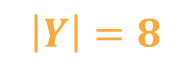 |Y| = 8